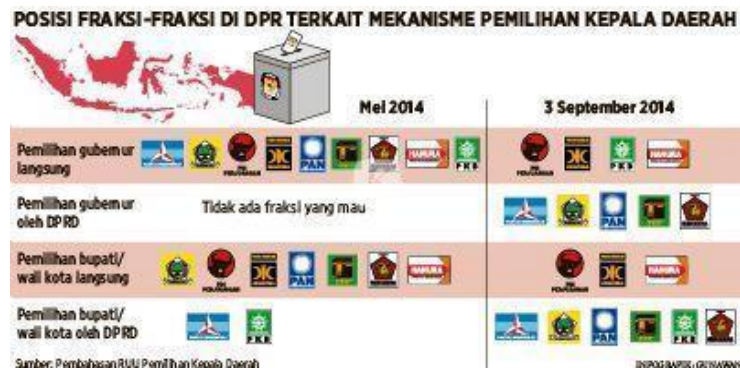 POSISI FRAKSI-FRAKSI DI DPR TERKAIT MEKANISME PEMILIHAN KEPALA DAERAH
Mei 2014
3 September 2014
Pemilihan gubernur
langsung
PAN
HANURA
PKB
PKB
HANURA
Pemilihan gubernur
oleh DPRD
Tidak ada fraksi yang mau
PAN
Pemilihan bupati/
wali kota langsung
PAN
HANURA
HANURA
Pemilihan bupati/
wali kota oleh DPRD
PKB
PAN
PKB
Sumber: Pembahasan RUU Pemilihan Kepala Daerah
INFOGRAFIK: GUNAWAN